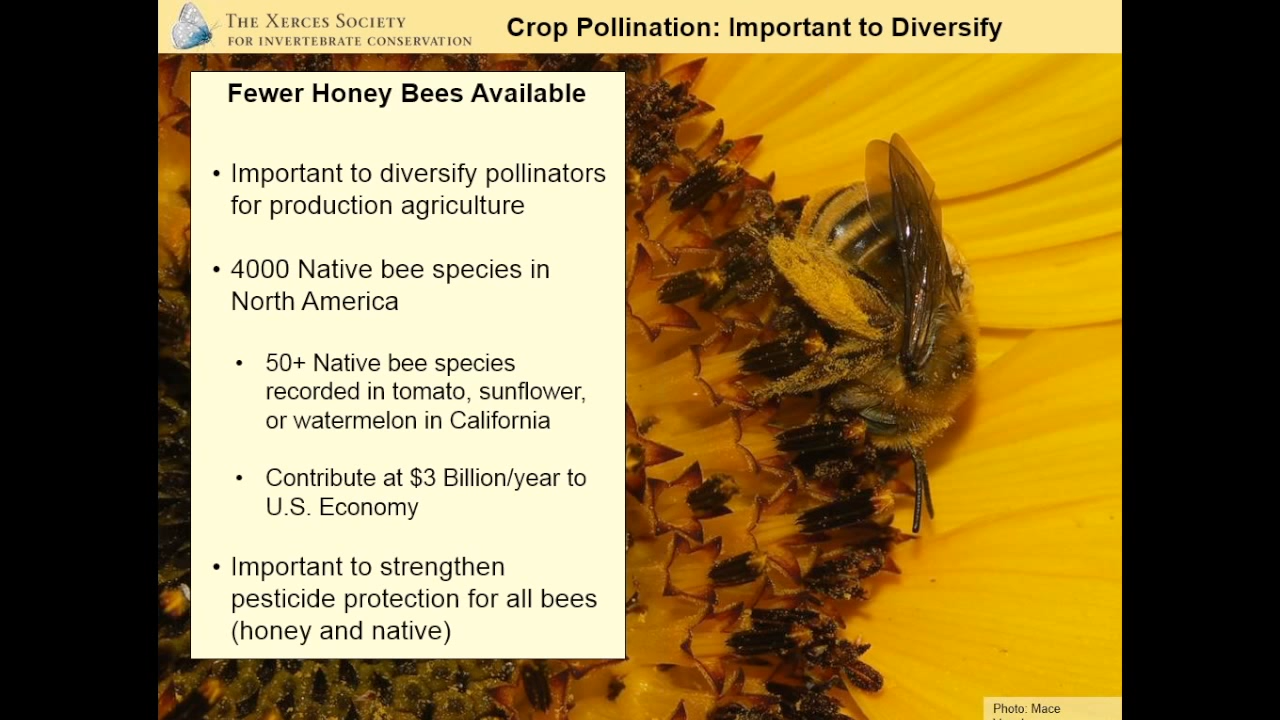 The Xerces Society
for Invertebrate Conservation
Crop Pollination: Important to Diversify
Fewer Honey Bees Available
• Important to diversify pollinators
for production agriculture
• 4000 Native bee species in
North America
• 50+ Native bee species
recorded in tomato, sunflower,
or watermelon in California
• Contribute at $3 Billion/year to
U.S. Economy
• Important to strengthen
pesticide protection for all bees
(honey and native)
Photo: Mace